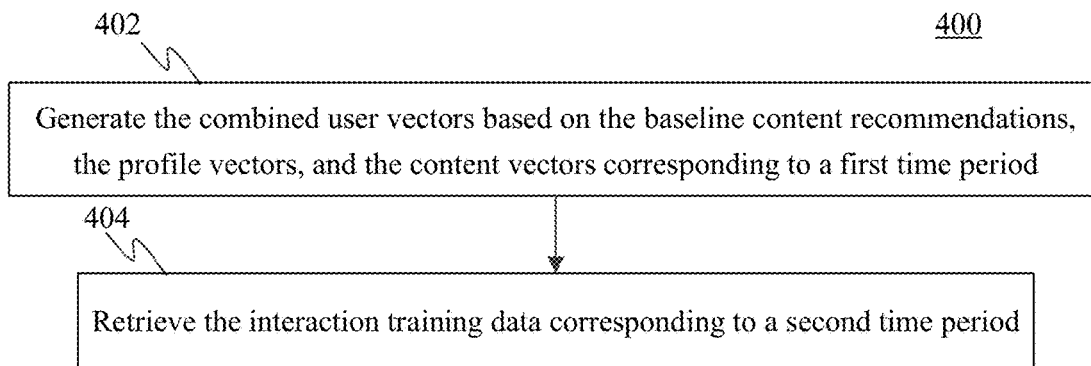 402
400
Generate the combined user vectors based on the baseline content recommendations,
the profile vectors, and the content vectors corresponding to a first time period
404
Retrieve the interaction training data corresponding to a second time period